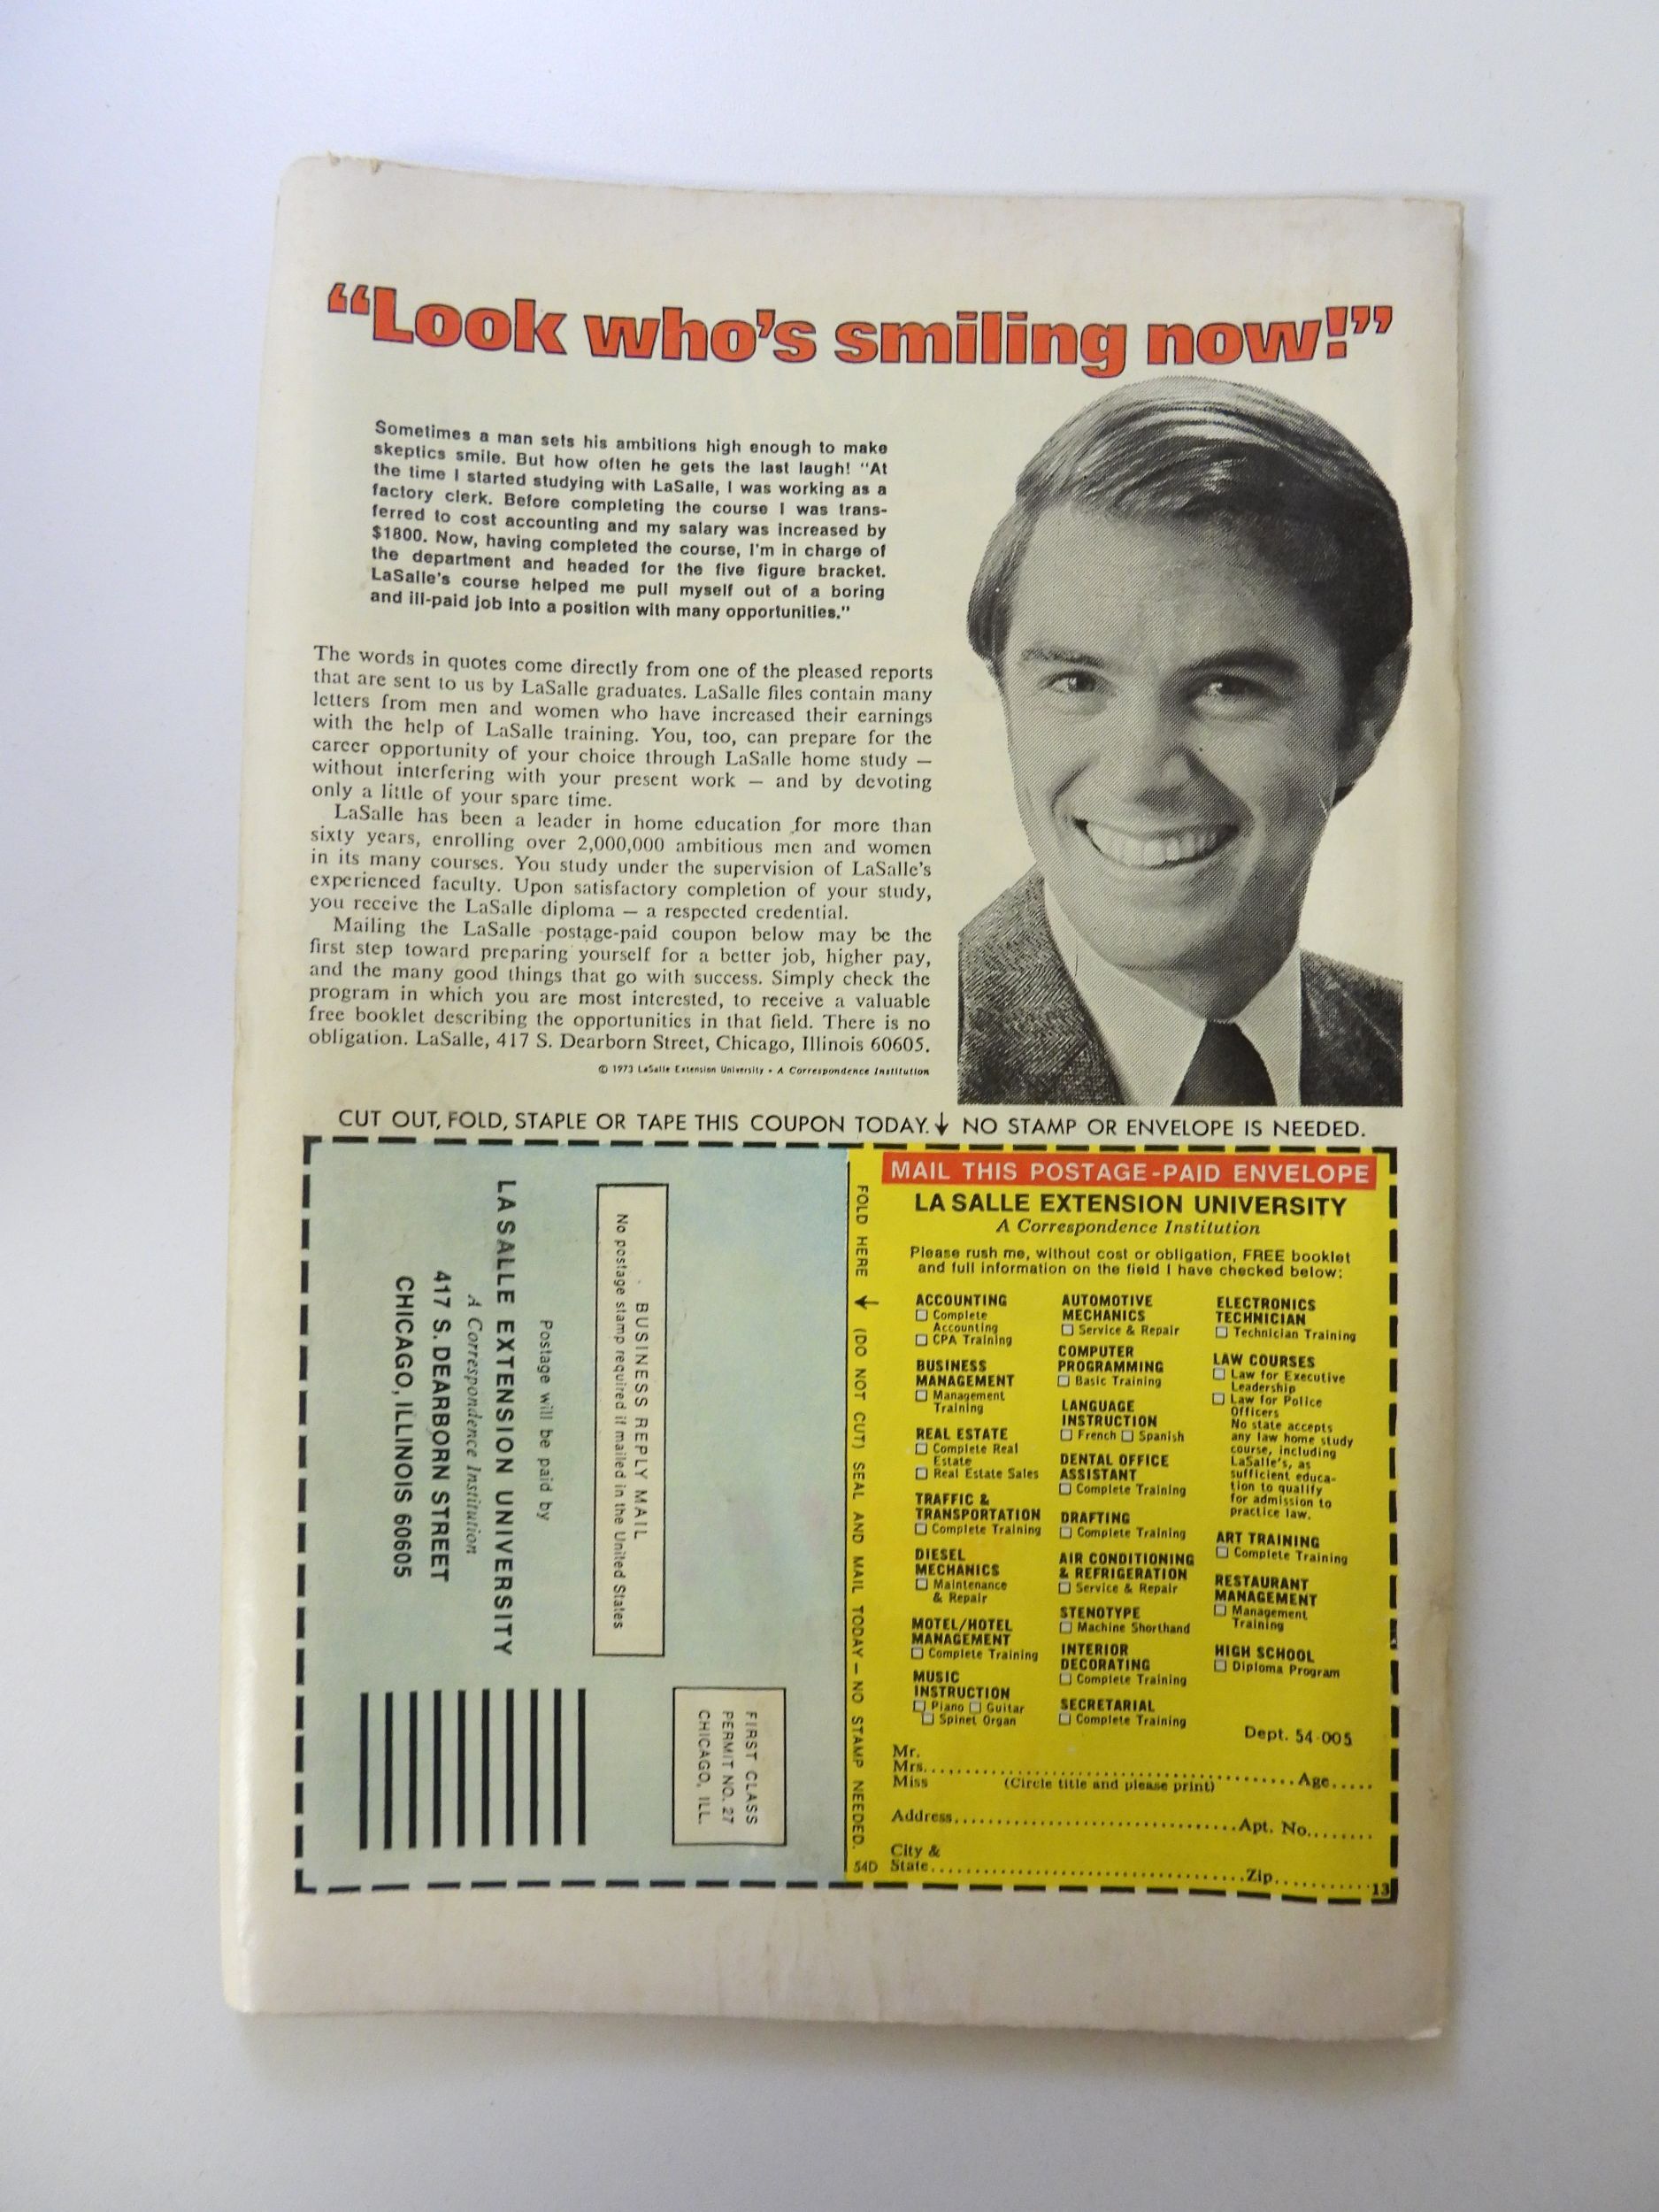 “Look who’s smiling now!”
Sometimes a man sets his ambitions high enough to make
skeptics smile. But how often he gets the last laugh! "At
the time I started studying with LaSalle, I was working as a
factory clerk. Before completing the course I was trans-
ferred to cost accounting and my salary was increased by
$1800. Now, having completed the course, I'm in charge of
the department and headed for the five figure bracket.
LaSalle's course helped me pull myself out of a boring
and ill-paid job into a position with many opportunities."
The words in quotes come directly from one of the pleased reports
that are sent to us by LaSalle graduates. LaSalle files contain many
letters from men and women who have increased their earnings
with the help of LaSalle training. You, too, can prepare for the
career opportunity of your choice through LaSalle home study —
without interfering with your present work — and by devoting
only a little of your spare time.
LaSalle has been a leader in home education for more than
sixty years, enrolling over 2,000,000 ambitious men and women
in its many courses. You study under the supervision of LaSalle's
experienced faculty. Upon satisfactory completion of your study,
you receive the LaSalle diploma — a respected credential.
Mailing the LaSalle postage-paid coupon below may be the
first step toward preparing yourself for a better job, higher pay,
and the many good things that go with success. Simply check the
program in which you are most interested, to receive a valuable
free booklet describing the opportunities in that field. There is no
obligation. LaSalle, 417 S. Dearborn Street, Chicago, Illinois 60605.
© 1973 LaSalle Extension University • A Correspondence Institution
CUT OUT, FOLD, STAPLE OR TAPE THIS COUPON TODAY. ↓ NO STAMP OR ENVELOPE IS NEEDED.
FIRST CLASS
PERMIT NO. 27
CHICAGO, ILL.
BUSINESS REPLY MAIL
No postage stamp required if mailed in the United States
Postage will be paid by
LA SALLE EXTENSION UNIVERSITY
A Correspondence Institution
417 S. DEARBORN STREET
CHICAGO, ILLINOIS 60605
FOLD HERE → (DO NOT CUT) SEAL AND MAIL TODAY — NO STAMP NEEDED.
54D
MAIL THIS POSTAGE-PAID ENVELOPE
LA SALLE EXTENSION UNIVERSITY
A Correspondence Institution
Please rush me, without cost or obligation, FREE booklet
and full information on the field I have checked below:
ACCOUNTING
☐ Complete
Accounting
☐ CPA Training
BUSINESS
MANAGEMENT
☐ Management
Training
REAL ESTATE
☐ Complete Real
Estate
☐ Real Estate Sales
TRAFFIC &
TRANSPORTATION
☐ Complete Training
DIESEL
MECHANICS
☐ Maintenance
& Repair
MOTEL/HOTEL
MANAGEMENT
☐ Complete Training
MUSIC
INSTRUCTION
☐ Piano ☐ Guitar
☐ Spinet Organ
AUTOMOTIVE
MECHANICS
☐ Service & Repair
COMPUTER
PROGRAMMING
☐ Basic Training
LANGUAGE
INSTRUCTION
☐ French ☐ Spanish
DENTAL OFFICE
ASSISTANT
☐ Complete Training
DRAFTING
☐ Complete Training
AIR CONDITIONING
& REFRIGERATION
☐ Service & Repair
STENOTYPE
☐ Machine Shorthand
INTERIOR
DECORATING
☐ Complete Training
SECRETARIAL
☐ Complete Training
ELECTRONICS
TECHNICIAN
☐ Technician Training
LAW COURSES
☐ Law for Executive
Leadership
☐ Law for Police
Officers
No state accepts
any law home study
course, including
LaSalle's, as
sufficient educa-
tion to qualify
for admission to
practice law.
ART TRAINING
☐ Complete Training
RESTAURANT
MANAGEMENT
☐ Management
Training
HIGH SCHOOL
☐ Diploma Program
Dept. 54-005
Mr.
Mrs. Age
Miss (Circle title and please print)
Address Apt. No.
City &
State Zip
13